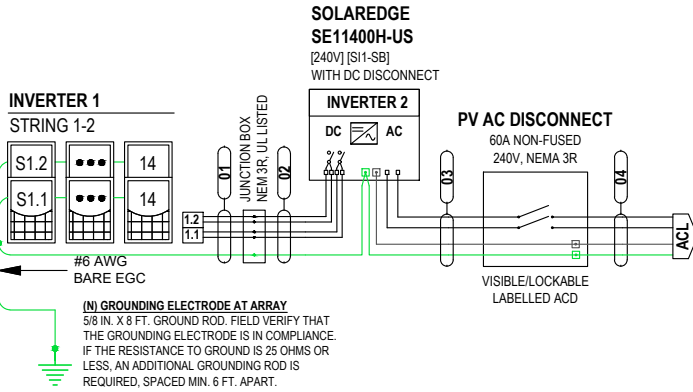 SOLAREDGE
SE11400H-US
[240V] [SI1-SB]
WITH DC DISCONNECT
INVERTER 1
STRING 1-2
S1.2
14
S1.1
14
#6 AWG
BARE EGC
1.2
1.1
01
JUNCTION BOX
NEM 3R, UL LISTED
02
INVERTER 2
DC
AC
PV AC DISCONNECT
60A NON-FUSED
240V, NEMA 3R
03
04
VISIBLE/LOCKABLE
LABELLED ACD
ACL
(N) GROUNDING ELECTRODE AT ARRAY
5/8 IN. X 8 FT. GROUND ROD. FIELD VERIFY THAT
THE GROUNDING ELECTRODE IS IN COMPLIANCE.
IF THE RESISTANCE TO GROUND IS 25 OHMS OR
LESS, AN ADDITIONAL GROUNDING ROD IS
REQUIRED, SPACED MIN. 6 FT. APART.